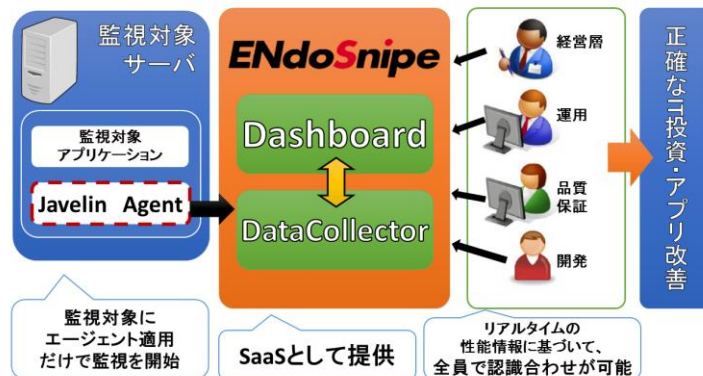 監視対象
サーバ
監視対象
アプリケーション
Javelin Agent
監視対象に
エージェント適用
だけで監視を開始
ENdoSnipe
Dashboard
DataCollector
SaaSとして提供
経営層
運用
品質
保証
開発
リアルタイムの
性能情報に基づいて、
全員で認識合わせが可能
正確なIT投資・アプリ改善